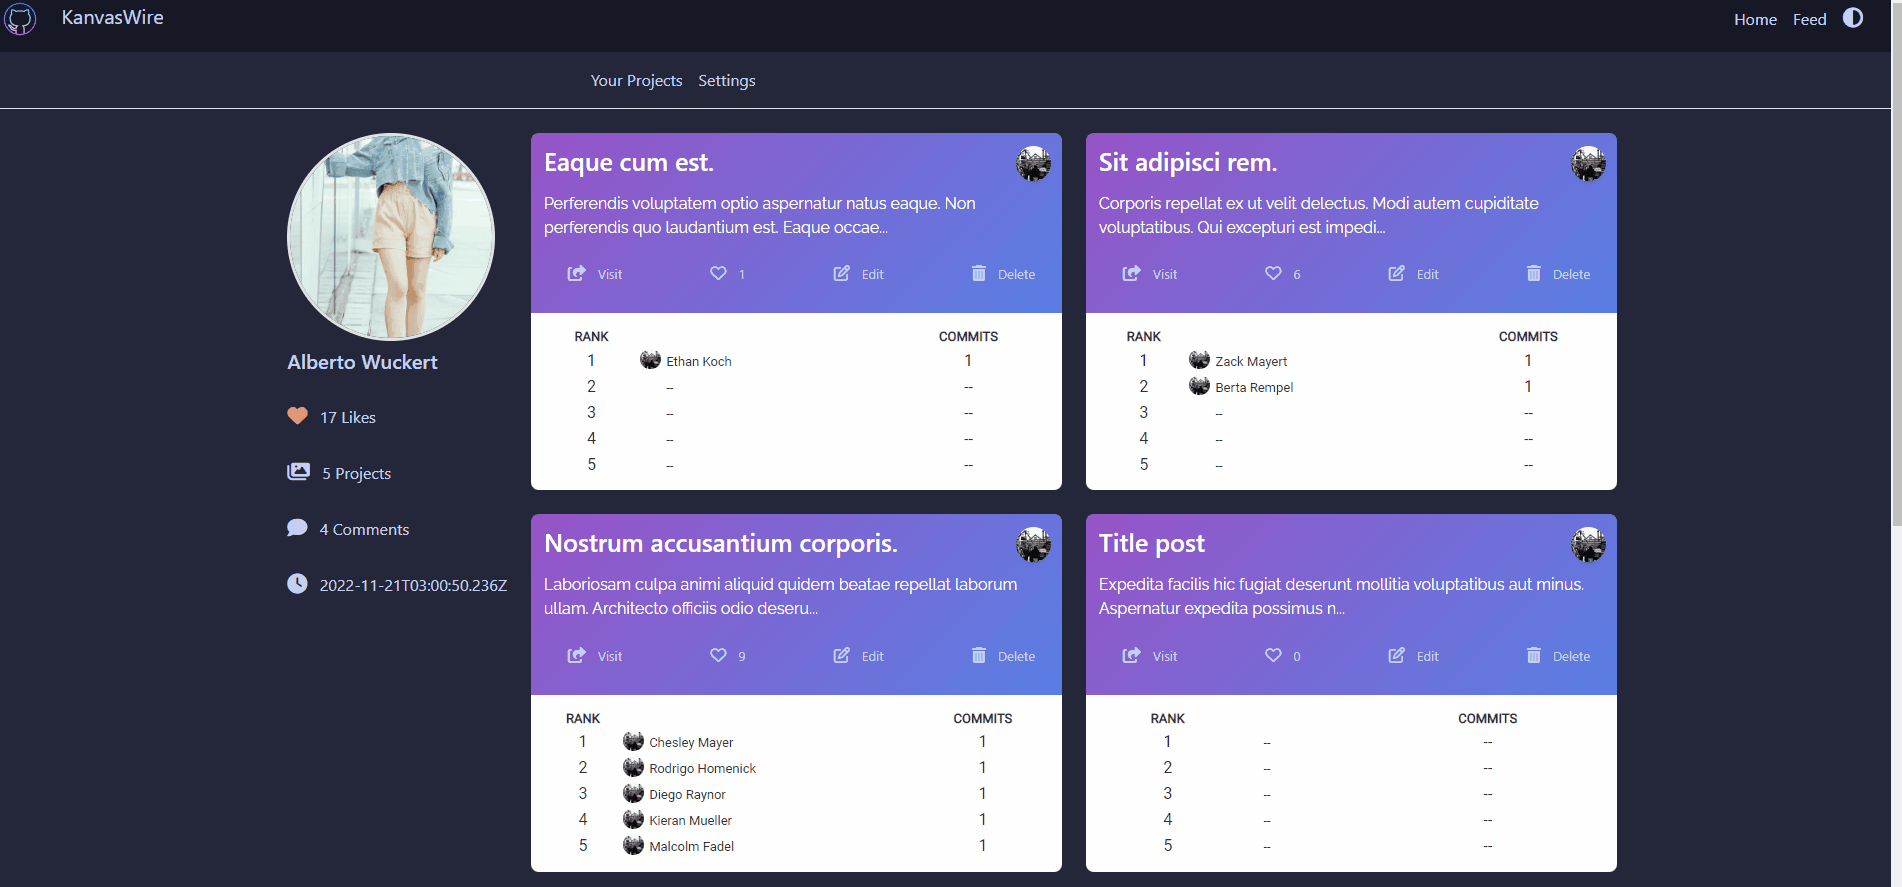 KanvasWire
Home Feed
Your Projects Settings
Alberto Wuckert
17 Likes
5 Projects
4 Comments
2022-11-21T03:00:50.236Z
Eaque cum est.
Perferendis voluptatem optio aspernatur natus eaque. Non
perferendis quo laudantium est. Eaque occae...
Visit 1 Edit Delete
RANK COMMITS
1 Ethan Koch 1
2 -- --
3 -- --
4 -- --
5 -- --
Sit adipisci rem.
Corporis repellat ex ut velit delectus. Modi autem cupiditate
voluptatibus. Qui excepturi est impedi...
Visit 6 Edit Delete
RANK COMMITS
1 Zack Mayert 1
2 Berta Rempel 1
3 -- --
4 -- --
5 -- --
Nostrum accusantium corporis.
Laboriosam culpa animi aliquid quidem beatae repellat laborum
ullam. Architecto officiis odio deseru...
Visit 9 Edit Delete
RANK COMMITS
1 Chesley Mayer 1
2 Rodrigo Homenick 1
3 Diego Raynor 1
4 Kieran Mueller 1
5 Malcolm Fadel 1
Title post
Expedita facilis hic fugiat deserunt mollitia voluptatibus aut minus.
Aspernatur expedita possimus n...
Visit 0 Edit Delete
RANK COMMITS
1 -- --
2 -- --
3 -- --
4 -- --
5 -- --